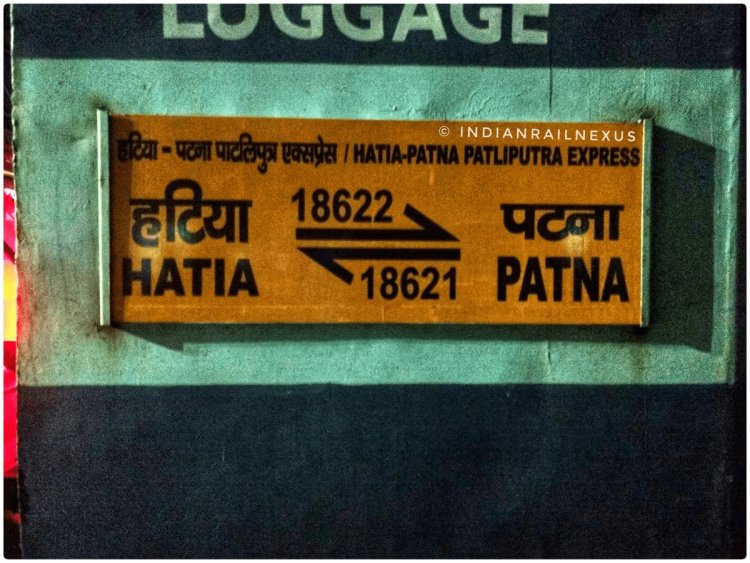 LUGGAGE
© INDIANRAILNEXUS
हटिया - पटना पाटलिपुत्र एक्सप्रेस / HATIA-PATNA PATLIPUTRA EXPRESS
हटिया 18622 पटना
HATIA 18621 PATNA